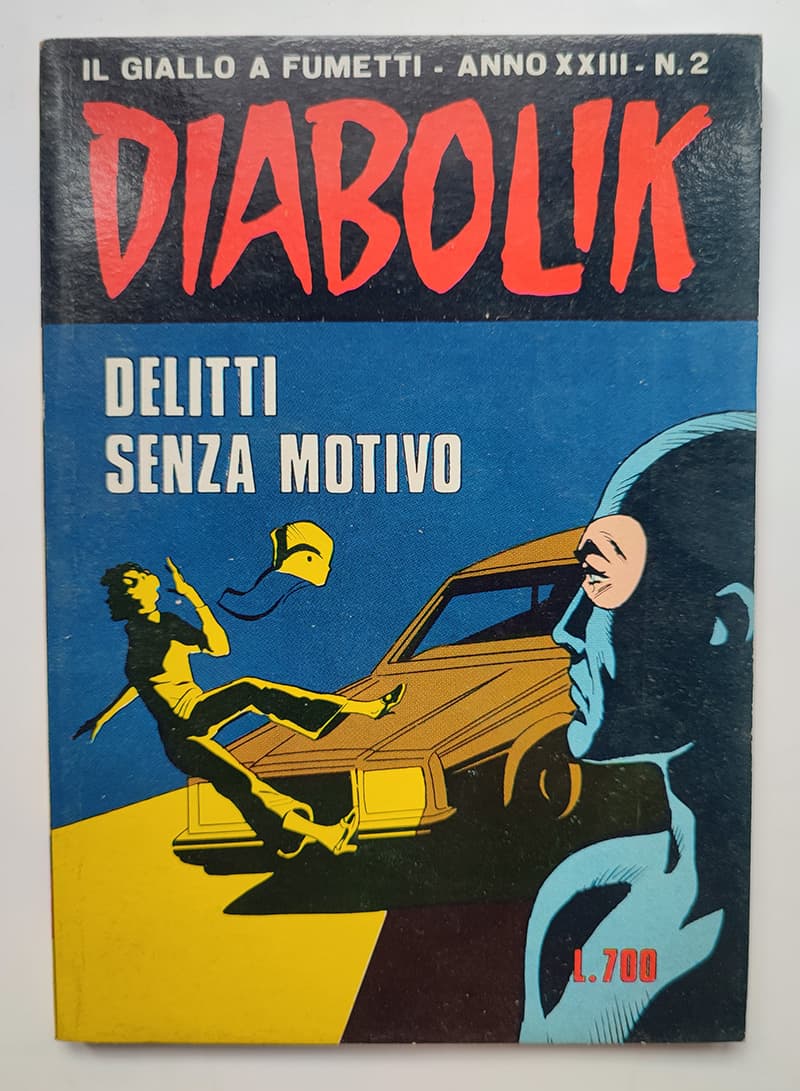 IL GIALLO A FUMETTI - ANNO XXIII - N. 2
DIABOLIK
DELITTI
SENZA MOTIVO
L. 700